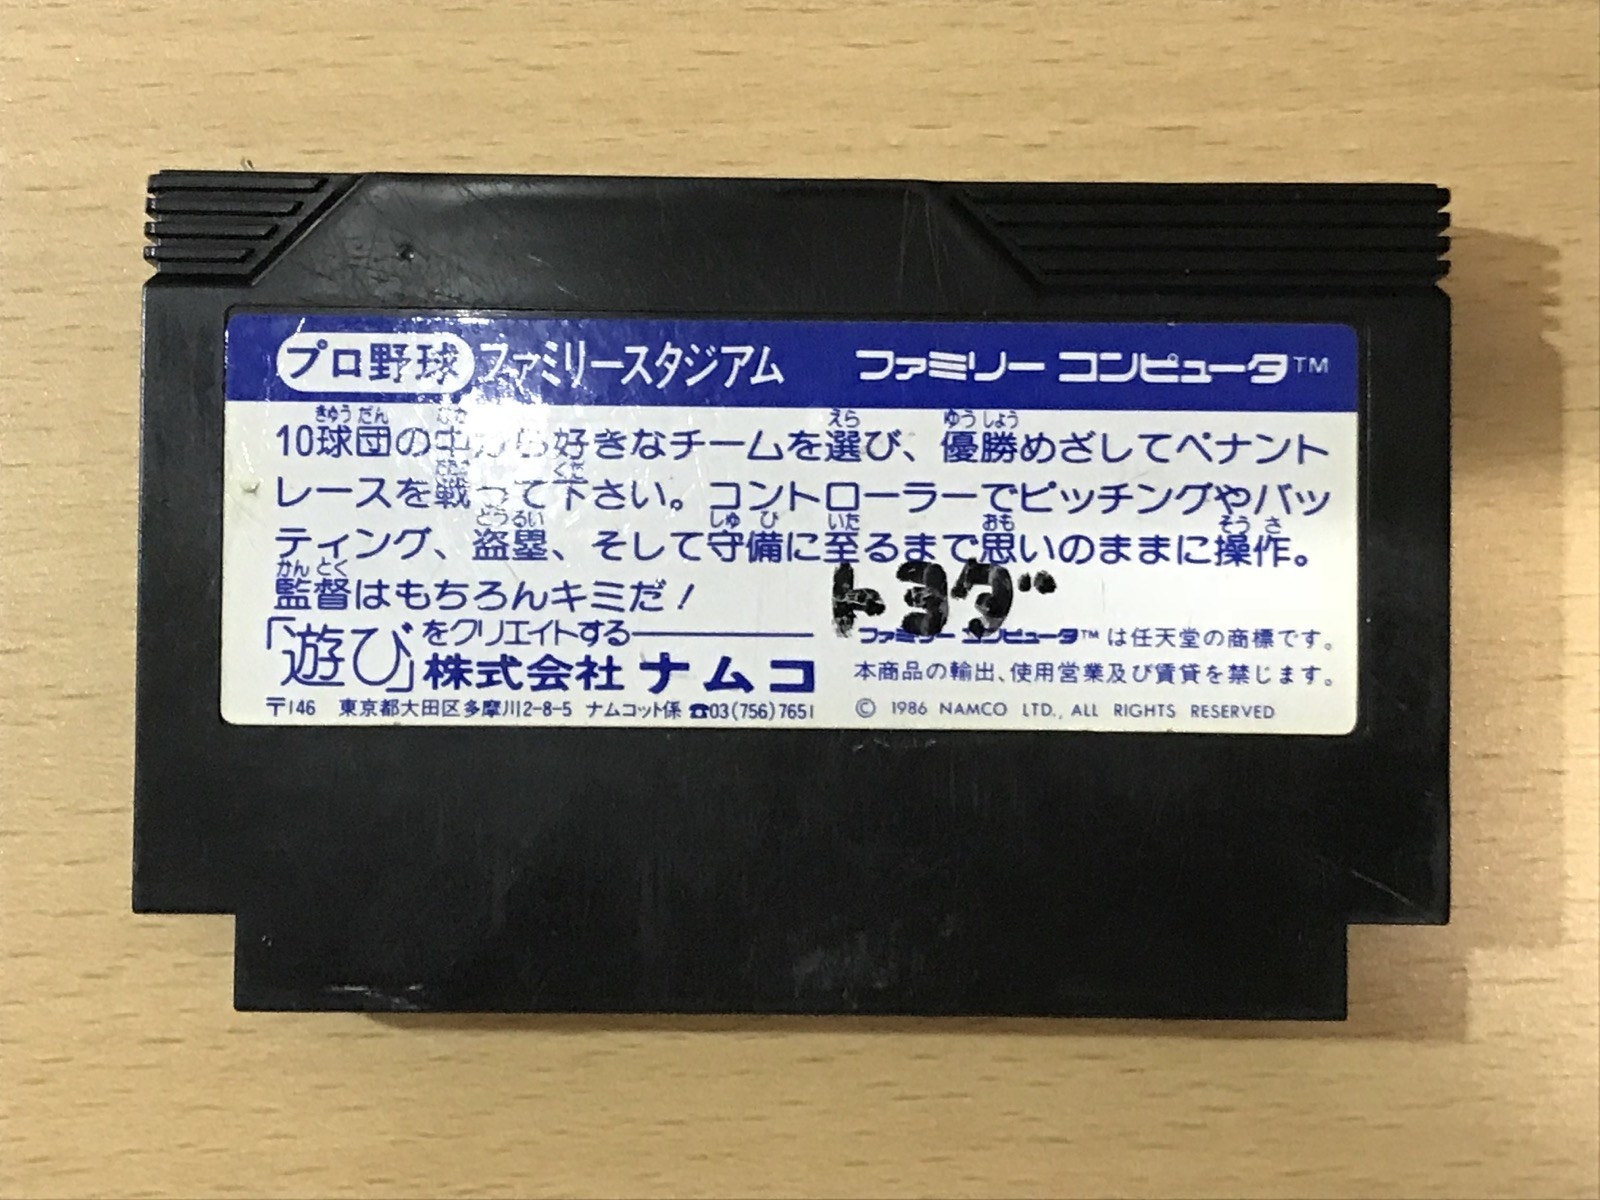 プロ野球 ファミリースタジアム ファミリー コンピュータ™
10球団の中から好きなチームを選び、優勝めざしてペナント
レースを戦って下さい。コントローラーでピッチングやバッ
ティング、盗塁、そして守備に至るまで思いのままに操作。
監督はもちろんキミだ！
「遊び」をクリエイトする
株式会社 ナムコ
〒146 東京都大田区多摩川2-8-5 ナムコット係 ☎03(756)7651
トヨダ
ファミリー コンピュータ™は任天堂の商標です。
本商品の輸出、使用営業及び賃貸を禁じます。
© 1986 NAMCO LTD., ALL RIGHTS RESERVED